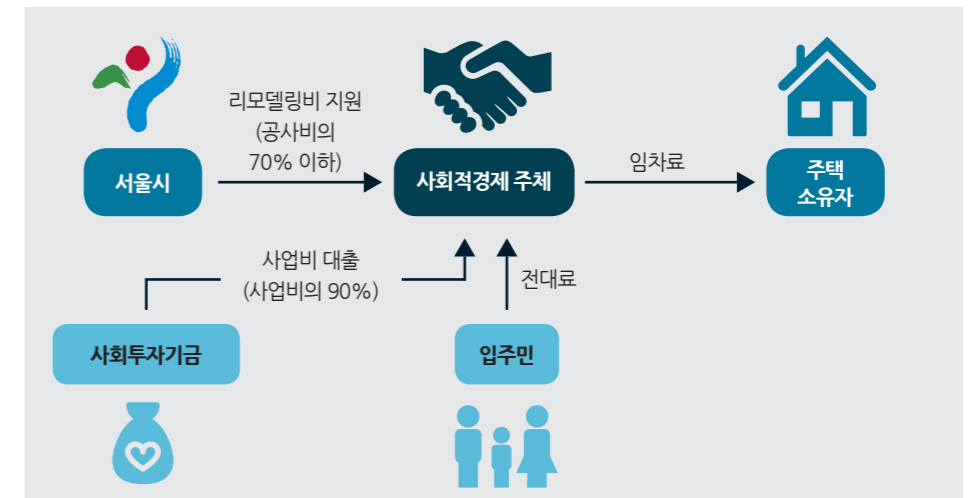 리모델링비 지원
(공사비의
70% 이하)
서울시
사회적경제 주체
임차료
주택
소유자
사업비 대출
(사업비의 90%)
전대료
사회투자기금
입주민